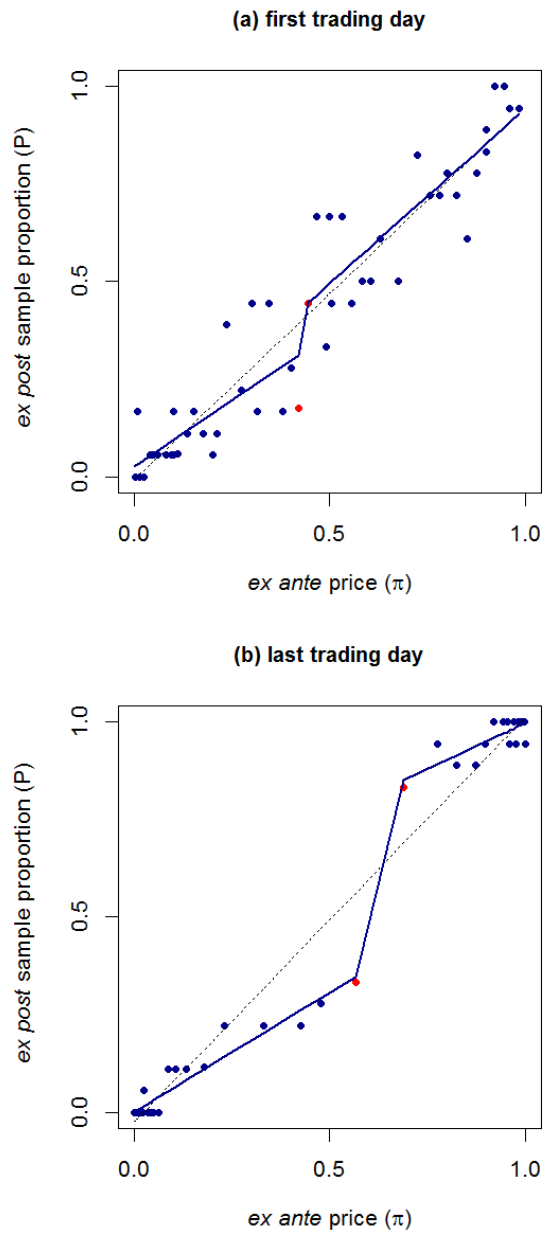 (a) first trading day
1.0
0.5
0.0
ex post sample proportion (P)
0.0 0.5 1.0
ex ante price (π)
(b) last trading day
1.0
0.5
0.0
ex post sample proportion (P)
0.0 0.5 1.0
ex ante price (π)